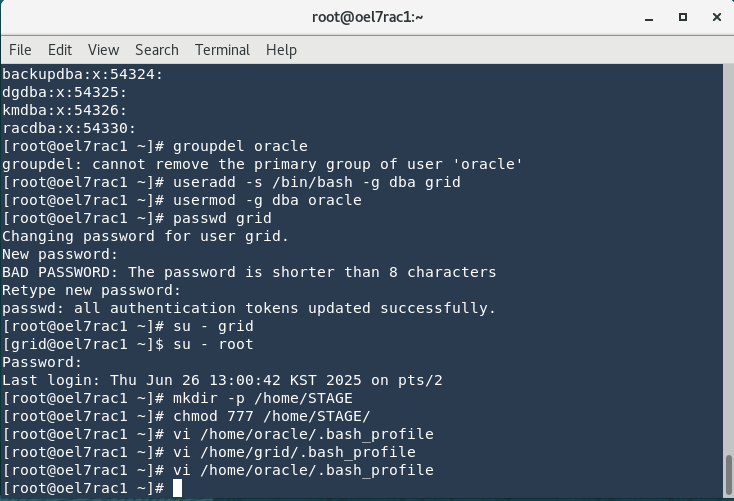 root@oel7rac1:~
File Edit View Search Terminal Help
backupdba:x:54324:
dgdba:x:54325:
kmdba:x:54326:
racdba:x:54330:
[root@oel7rac1 ~]# groupdel oracle
groupdel: cannot remove the primary group of user 'oracle'
[root@oel7rac1 ~]# useradd -s /bin/bash -g dba grid
[root@oel7rac1 ~]# usermod -g dba oracle
[root@oel7rac1 ~]# passwd grid
Changing password for user grid.
New password:
BAD PASSWORD: The password is shorter than 8 characters
Retype new password:
passwd: all authentication tokens updated successfully.
[root@oel7rac1 ~]# su - grid
[grid@oel7rac1 ~]$ su - root
Password:
Last login: Thu Jun 26 13:00:42 KST 2025 on pts/2
[root@oel7rac1 ~]# mkdir -p /home/STAGE
[root@oel7rac1 ~]# chmod 777 /home/STAGE/
[root@oel7rac1 ~]# vi /home/oracle/.bash_profile
[root@oel7rac1 ~]# vi /home/grid/.bash_profile
[root@oel7rac1 ~]# vi /home/oracle/.bash_profile
[root@oel7rac1 ~]#